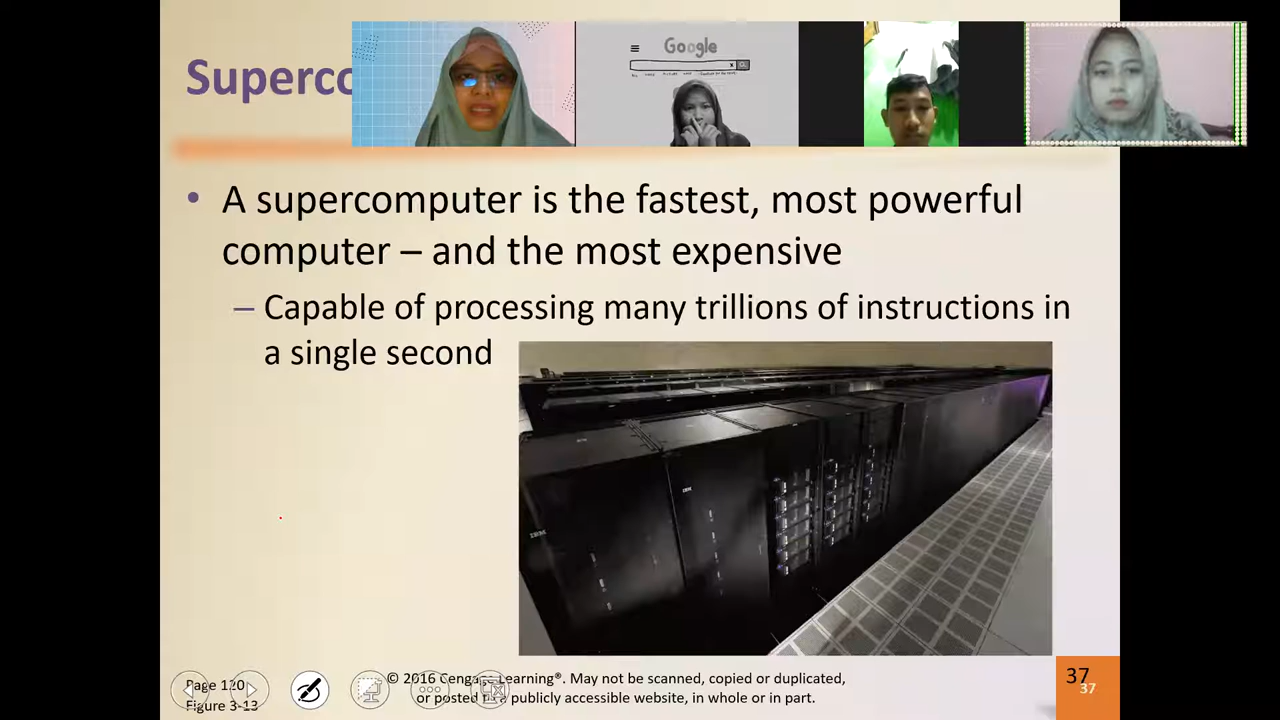 Superco
Google
• A supercomputer is the fastest, most powerful
computer – and the most expensive
– Capable of processing many trillions of instructions in
a single second
IBM
IBM
Page 120
Figure 3-13
© 2016 Cengage Learning®. May not be scanned, copied or duplicated,
or posted to a publicly accessible website, in whole or in part.
37
37